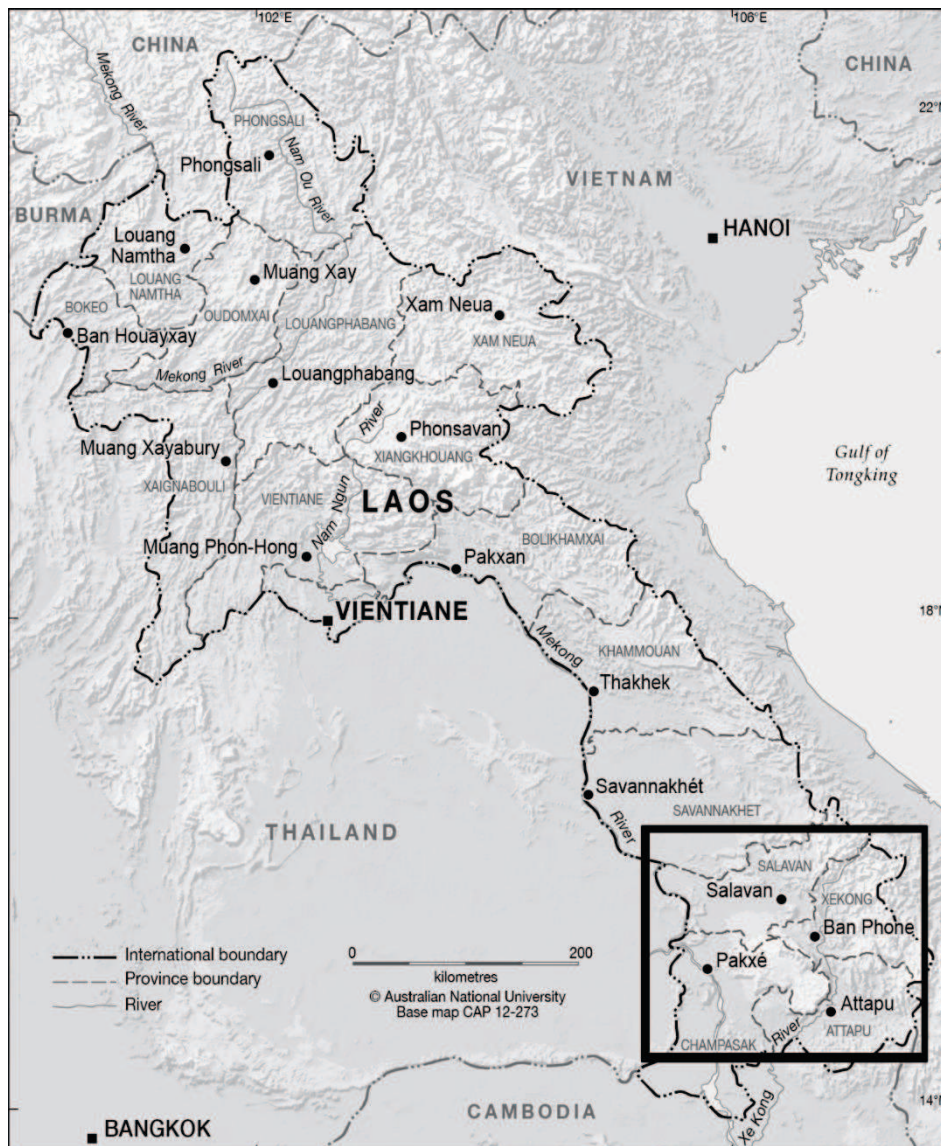 102°E
106°E
CHINA
CHINA
Mekong River
22°N
PHONGSALI
Phongsali
Nam Ou River
VIETNAM
BURMA
HANOI
Louang
Namtha
LOUANG
NAMTHA
Muang Xay
BOKEO
OUDOMXAI
LOUANGPHABANG
Xam Neua
XAM NEUA
Ban Houayxay
Mekong River
Louangphabang
River
Phonsavan
XIANGKHOUANG
Muang Xayabury
XAIGNABOULI
Gulf of
Tongking
VIENTIANE
Nam Ngun
LAOS
BOLIKHAMXAI
Muang Phon-Hong
Pakxan
VIENTIANE
18°N
Mekong
KHAMMOUAN
Thakhek
Savannakhét
SAVANNAKHET
River
THAILAND
SALAVAN
Salavan
XEKONG
Ban Phone
International boundary
Province boundary
River
0
200
kilometres
© Australian National University
Base map CAP 12-273
Pakxé
Attapu
ATTAPU
River
CHAMPASAK
Xe Kong
14°N
CAMBODIA
BANGKOK